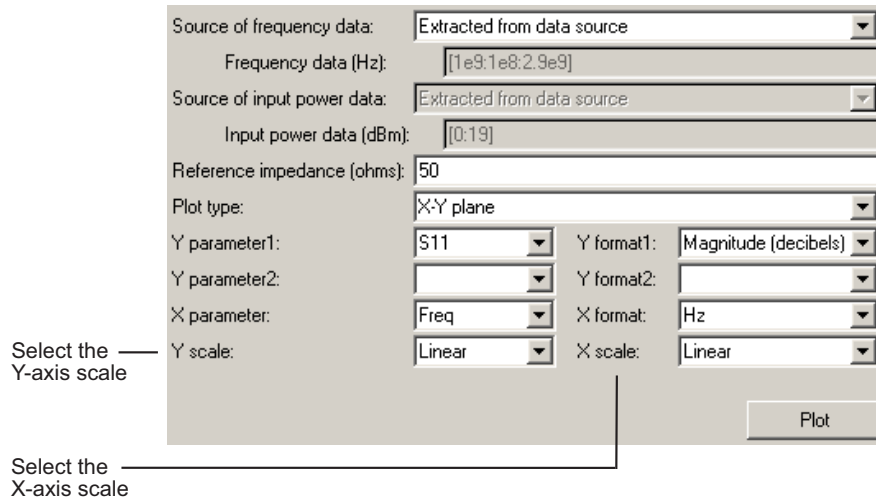 Source of frequency data: Extracted from data source
Frequency data (Hz): [1e9:1e8:2.9e9]
Source of input power data: Extracted from data source
Input power data (dBm): [0:19]
Reference impedance (ohms): 50
Plot type: X-Y plane
Y parameter1: S11 Y format1: Magnitude (decibels)
Y parameter2: Y format2:
X parameter: Freq X format: Hz
Y scale: Linear X scale: Linear
Select the
Y-axis scale
Plot
Select the
X-axis scale